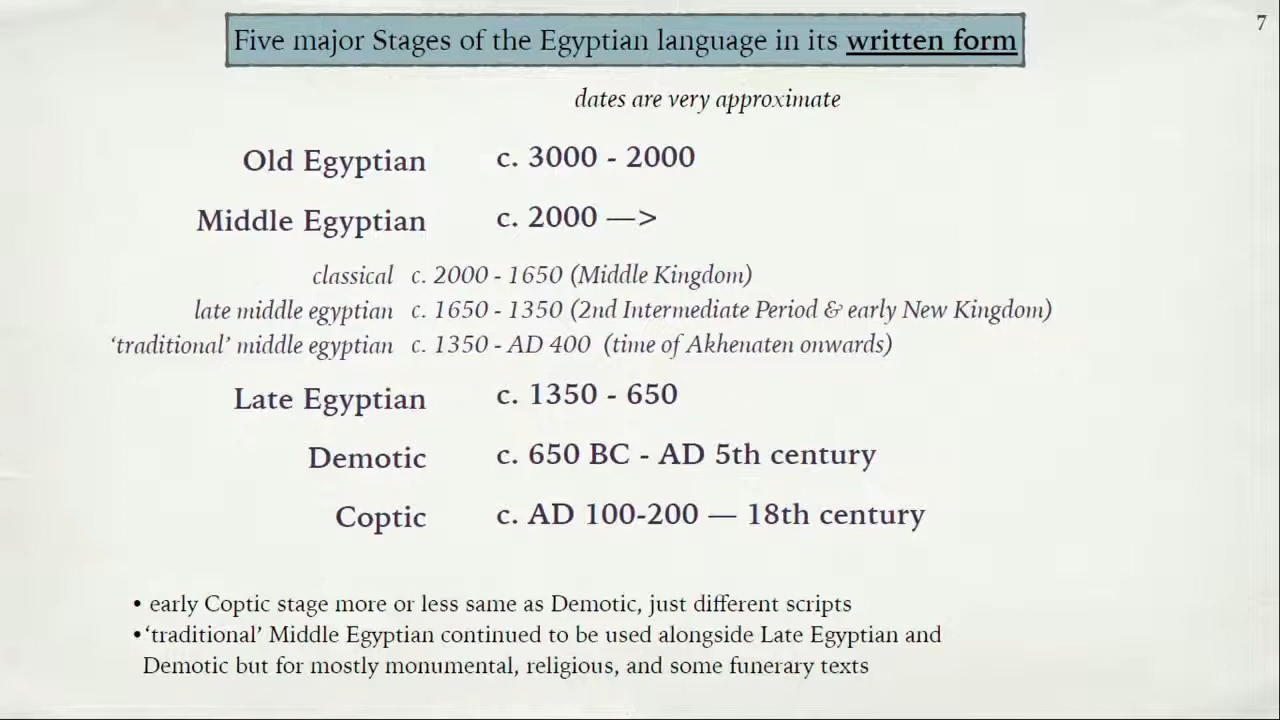 7
Five major Stages of the Egyptian language in its written form
dates are very approximate
Old Egyptian c. 3000 - 2000
Middle Egyptian c. 2000 —>
classical c. 2000 - 1650 (Middle Kingdom)
late middle egyptian c. 1650 - 1350 (2nd Intermediate Period & early New Kingdom)
‘traditional’ middle egyptian c. 1350 - AD 400 (time of Akhenaten onwards)
Late Egyptian c. 1350 - 650
Demotic c. 650 BC - AD 5th century
Coptic c. AD 100-200 — 18th century
• early Coptic stage more or less same as Demotic, just different scripts
•‘traditional’ Middle Egyptian continued to be used alongside Late Egyptian and
Demotic but for mostly monumental, religious, and some funerary texts